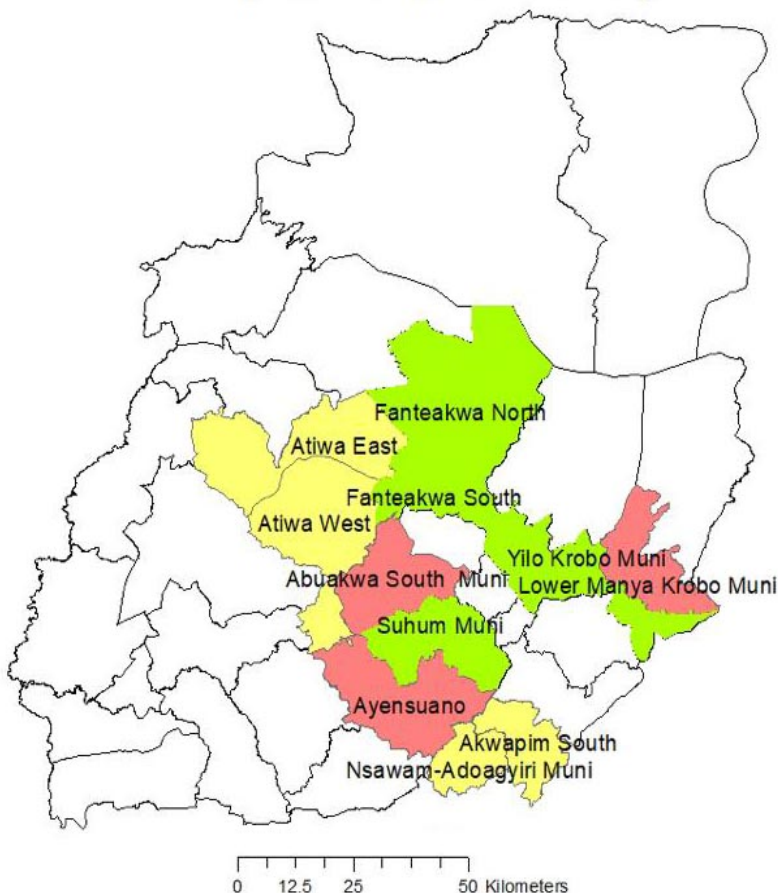 Fanteakwa North
Atiwa East
Fanteakwa South
Atiwa West
Yilo Krobo Muni
Abuakwa South Muni
Lower Manya Krobo Muni
Suhum Muni
Ayensuano
Akwapim South
Nsawam-Adoagyiri Muni
0 12.5 25 50 Kilometers